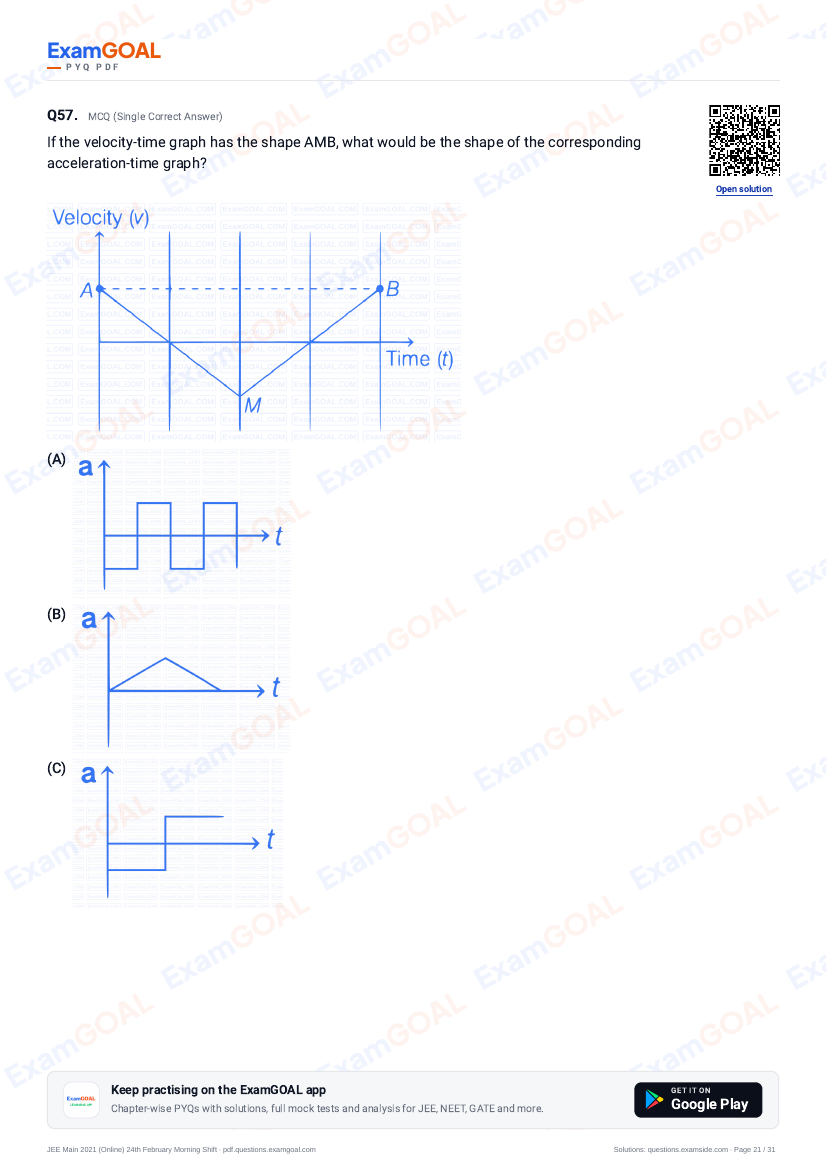 ExamGOAL
PYQ PDF
Q57. MCQ (Single Correct Answer)
If the velocity-time graph has the shape AMB, what would be the shape of the corresponding
acceleration-time graph?
Open solution
Velocity (v)
A
B
Time (t)
M
(A)
a
t
(B)
a
t
(C)
a
t
ExamGOAL
Keep practising on the ExamGOAL app
Chapter-wise PYQs with solutions, full mock tests and analysis for JEE, NEET, GATE and more.
GET IT ON
Google Play
JEE Main 2021 (Online) 24th February Morning Shift · pdf.questions.examgoal.com
Solutions: questions.examside.com · Page 21 / 31